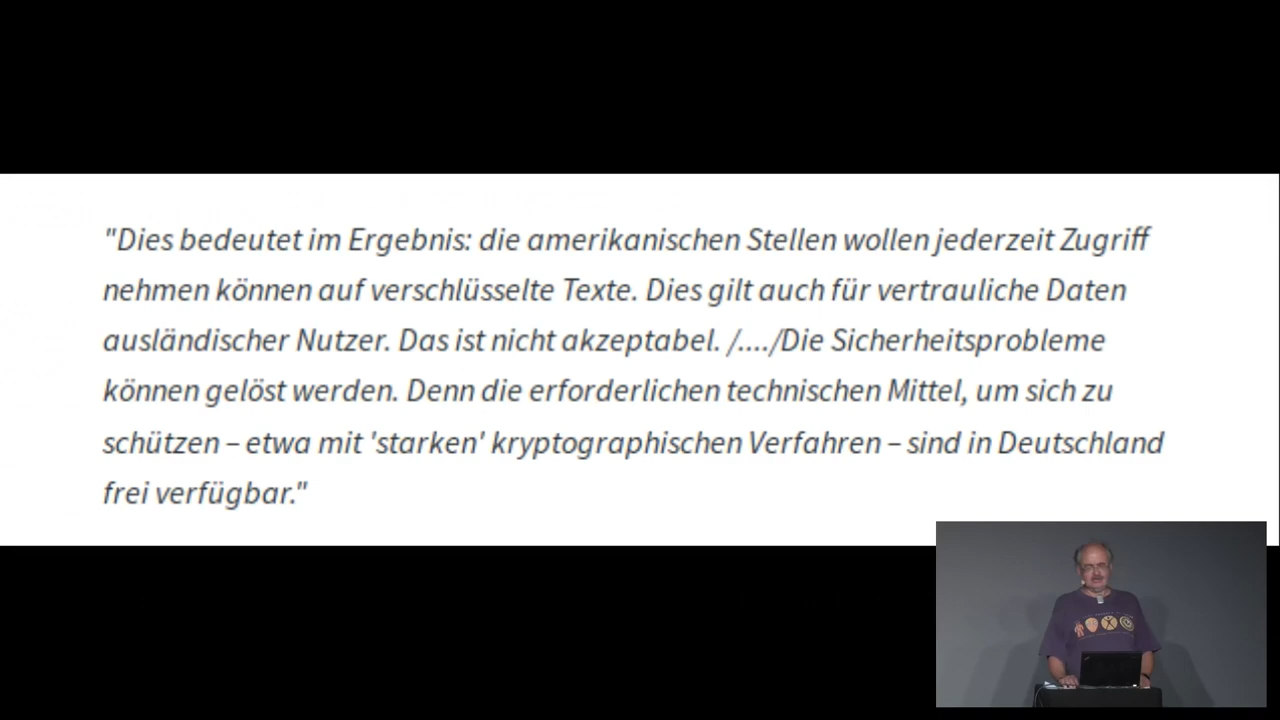 "Dies bedeutet im Ergebnis: die amerikanischen Stellen wollen jederzeit Zugriff
nehmen können auf verschlüsselte Texte. Dies gilt auch für vertrauliche Daten
ausländischer Nutzer. Das ist nicht akzeptabel. /..../Die Sicherheitsprobleme
können gelöst werden. Denn die erforderlichen technischen Mittel, um sich zu
schützen – etwa mit 'starken' kryptographischen Verfahren – sind in Deutschland
frei verfügbar."